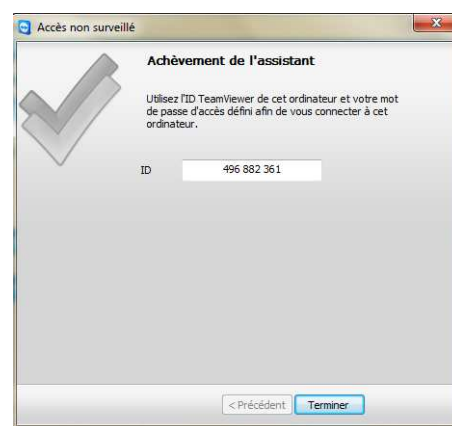 Accès non surveillé
Achèvement de l'assistant
Utilisez l'ID TeamViewer de cet ordinateur et votre mot
de passe d'accès défini afin de vous connecter à cet
ordinateur.
ID 496 882 361
< Précédent Terminer